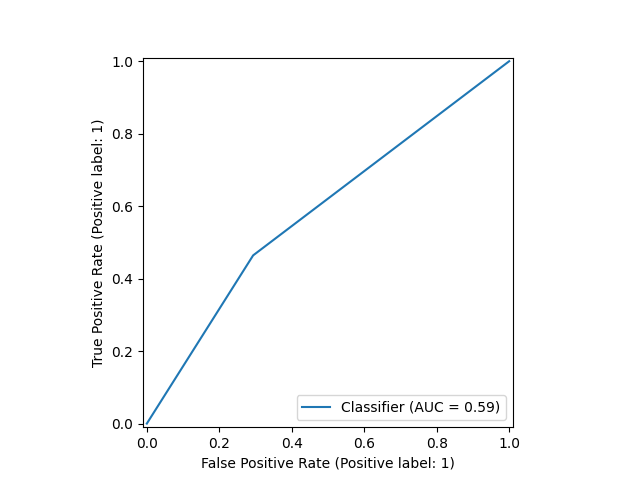 1.0
0.8
0.6
0.4
0.2
0.0
True Positive Rate (Positive label: 1)
Classifier (AUC = 0.59)
0.0 0.2 0.4 0.6 0.8 1.0
False Positive Rate (Positive label: 1)